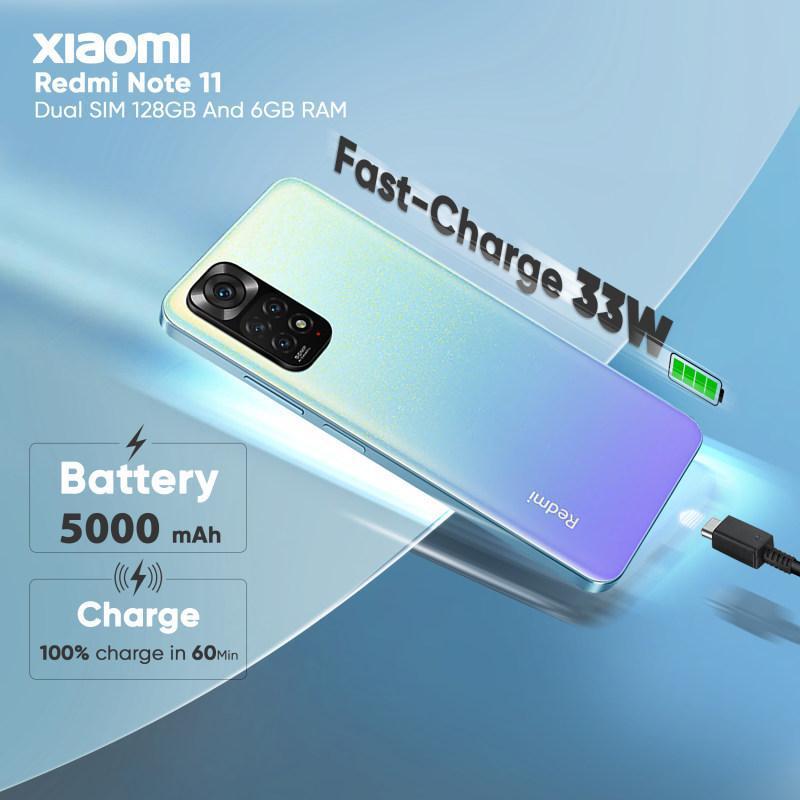 xiaomi
Redmi Note 11
Dual SIM 128GB And 6GB RAM
Fast-Charge 33W
Redmi
Battery
5000 mAh
Charge
100% charge in 60Min